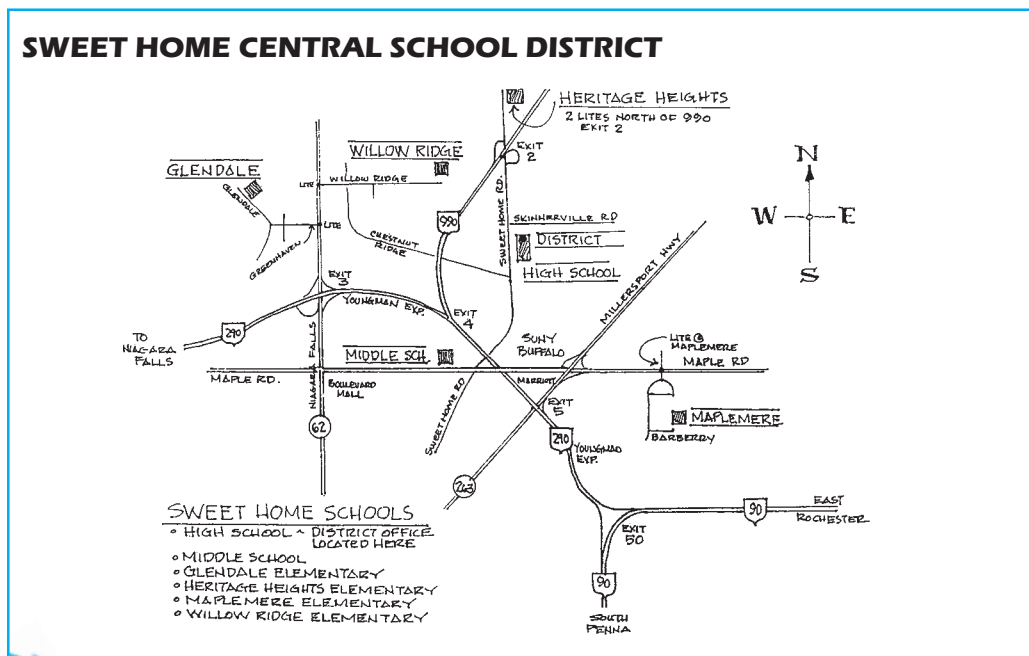 SWEET HOME CENTRAL SCHOOL DISTRICT
HERITAGE HEIGHTS
2 LITES NORTH OF 990
EXIT 2
WILLOW RIDGE
EXIT
2
GLENDALE
LITE
WILLOW RIDGE
GLENDALE
N
W
E
S
990
SWEET HOME RD.
SKINNERVILLE RD
LITE
CHESTNUT
RIDGE
DISTRICT
HIGH SCHOOL
GREENHAVEN
MILLERSPORT HWY
EXIT
3
YOUNGMAN EXP.
EXIT
4
290
TO
NIAGARA
FALLS
SUNY
BUFFALO
LITE @
MAPLEMERE
MIDDLE SCH.
MAPLE RD
MAPLE RD.
NIAGARA FALLS
BOULEVARD
MALL
MARRIOTT
SWEET HOME RD
EXIT
5
MAPLEMERE
62
290
BARBERRY
YOUNGMAN
EXP.
263
SWEET HOME SCHOOLS
° HIGH SCHOOL ~ DISTRICT OFFICE
LOCATED HERE
° MIDDLE SCHOOL
° GLENDALE ELEMENTARY
° HERITAGE HEIGHTS ELEMENTARY
° MAPLEMERE ELEMENTARY
° WILLOW RIDGE ELEMENTARY
90
EAST
ROCHESTER
EXIT
50
90
SOUTH
PENNA